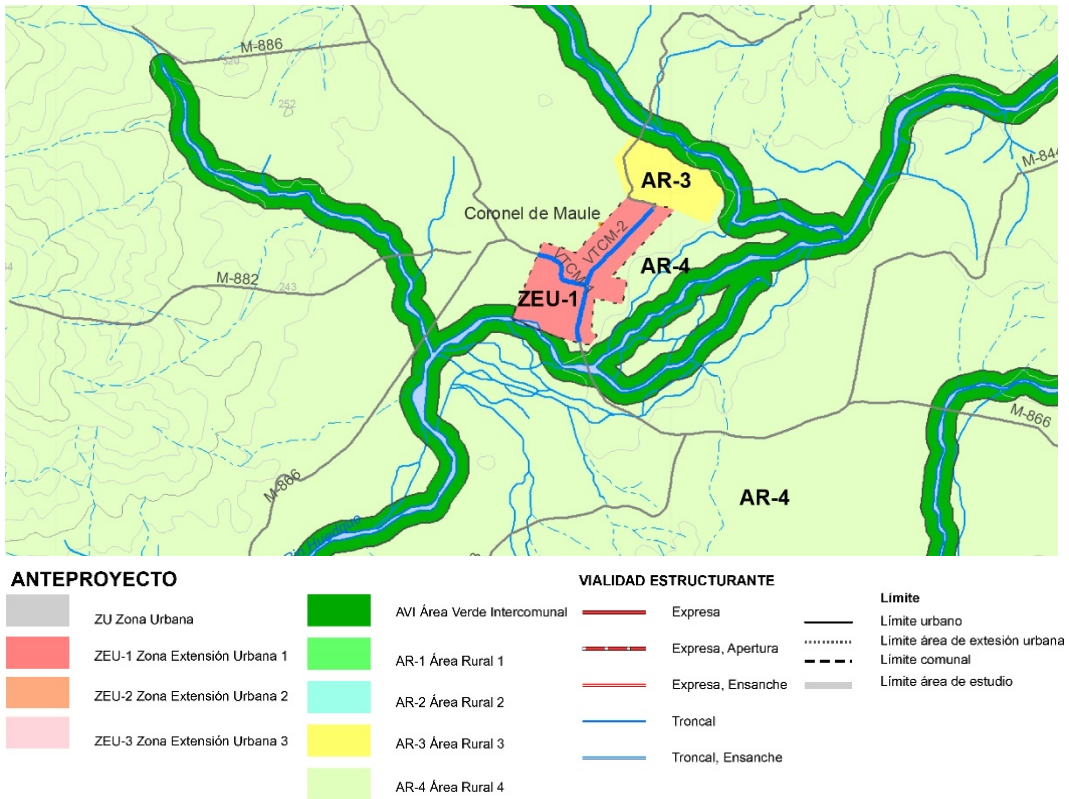 M-886
320
252
AR-3
M-844
Coronel de Maule
VTCM-2
AR-4
M-882
243
ZEU-1
M-866
M-866
AR-4
ANTEPROYECTO
ZU Zona Urbana
ZEU-1 Zona Extensión Urbana 1
ZEU-2 Zona Extensión Urbana 2
ZEU-3 Zona Extensión Urbana 3
AVI Área Verde Intercomunal
AR-1 Área Rural 1
AR-2 Área Rural 2
AR-3 Área Rural 3
AR-4 Área Rural 4
VIALIDAD ESTRUCTURANTE
Expresa
Expresa, Apertura
Expresa, Ensanche
Troncal
Troncal, Ensanche
Límite
Límite urbano
Límite área de extesión urbana
Límite comunal
Límite área de estudio